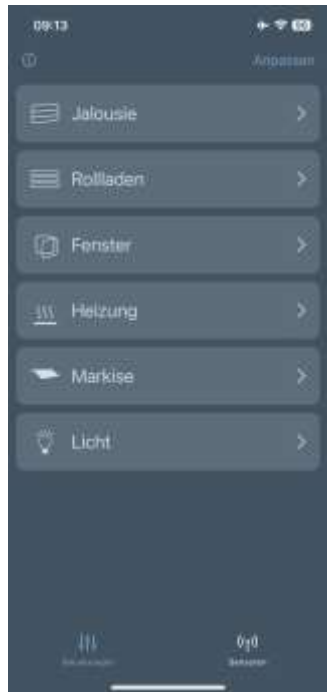 09:13
Anpassen
Jalousie
Rollladen
Fenster
Heizung
Markise
Licht